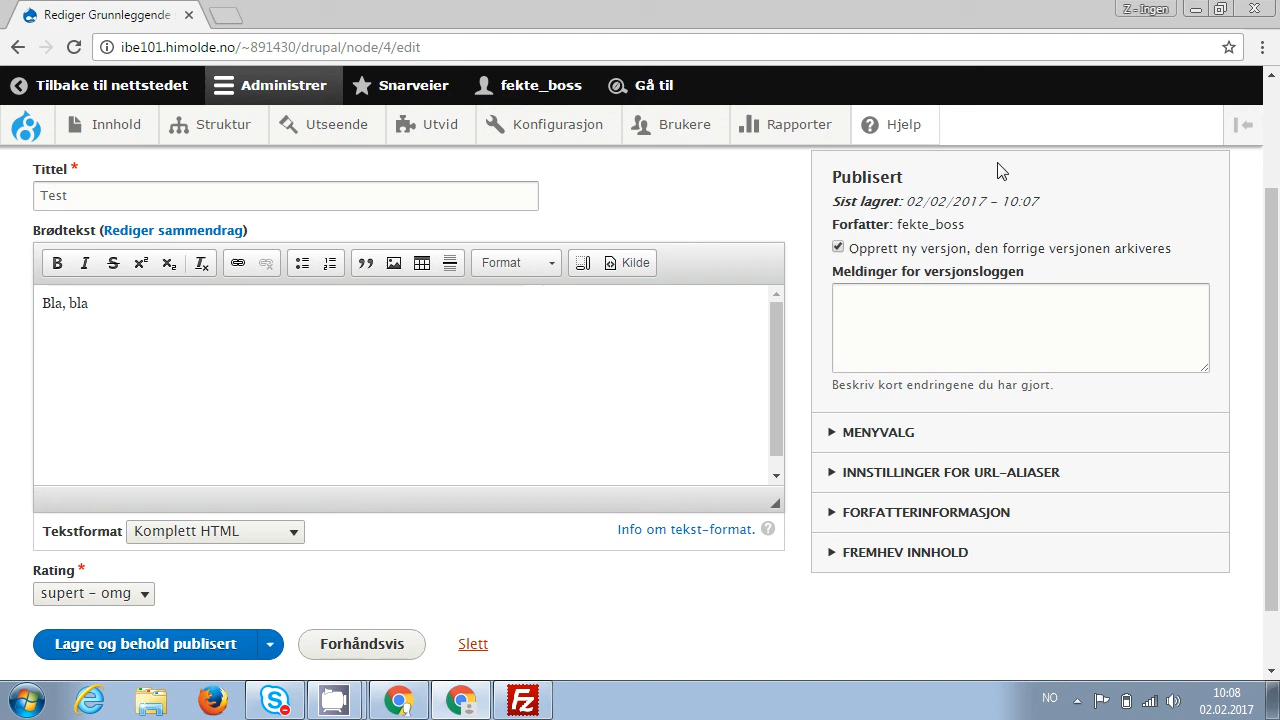 Rediger Grunnleggende
Z - Ingen
ibe101.himolde.no/~891430/drupal/node/4/edit
Tilbake til nettstedet Administrer Snarveier fekte_boss Gå til
Innhold Struktur Utseende Utvid Konfigurasjon Brukere Rapporter Hjelp
Tittel *
Test
Brødtekst (Rediger sammendrag)
B I S x² x₂ Tx Format Kilde
Bla, bla
Tekstformat Komplett HTML
Info om tekst-format. ?
Rating *
supert - omg
Lagre og behold publisert Forhåndsvis Slett
Publisert
Sist lagret: 02/02/2017 - 10:07
Forfatter: fekte_boss
Opprett ny versjon, den forrige versjonen arkiveres
Meldinger for versjonsloggen
Beskriv kort endringene du har gjort.
MENYVALG
INNSTILLINGER FOR URL-ALIASER
FORFATTERINFORMASJON
FREMHEV INNHOLD
NO
10:08
02.02.2017